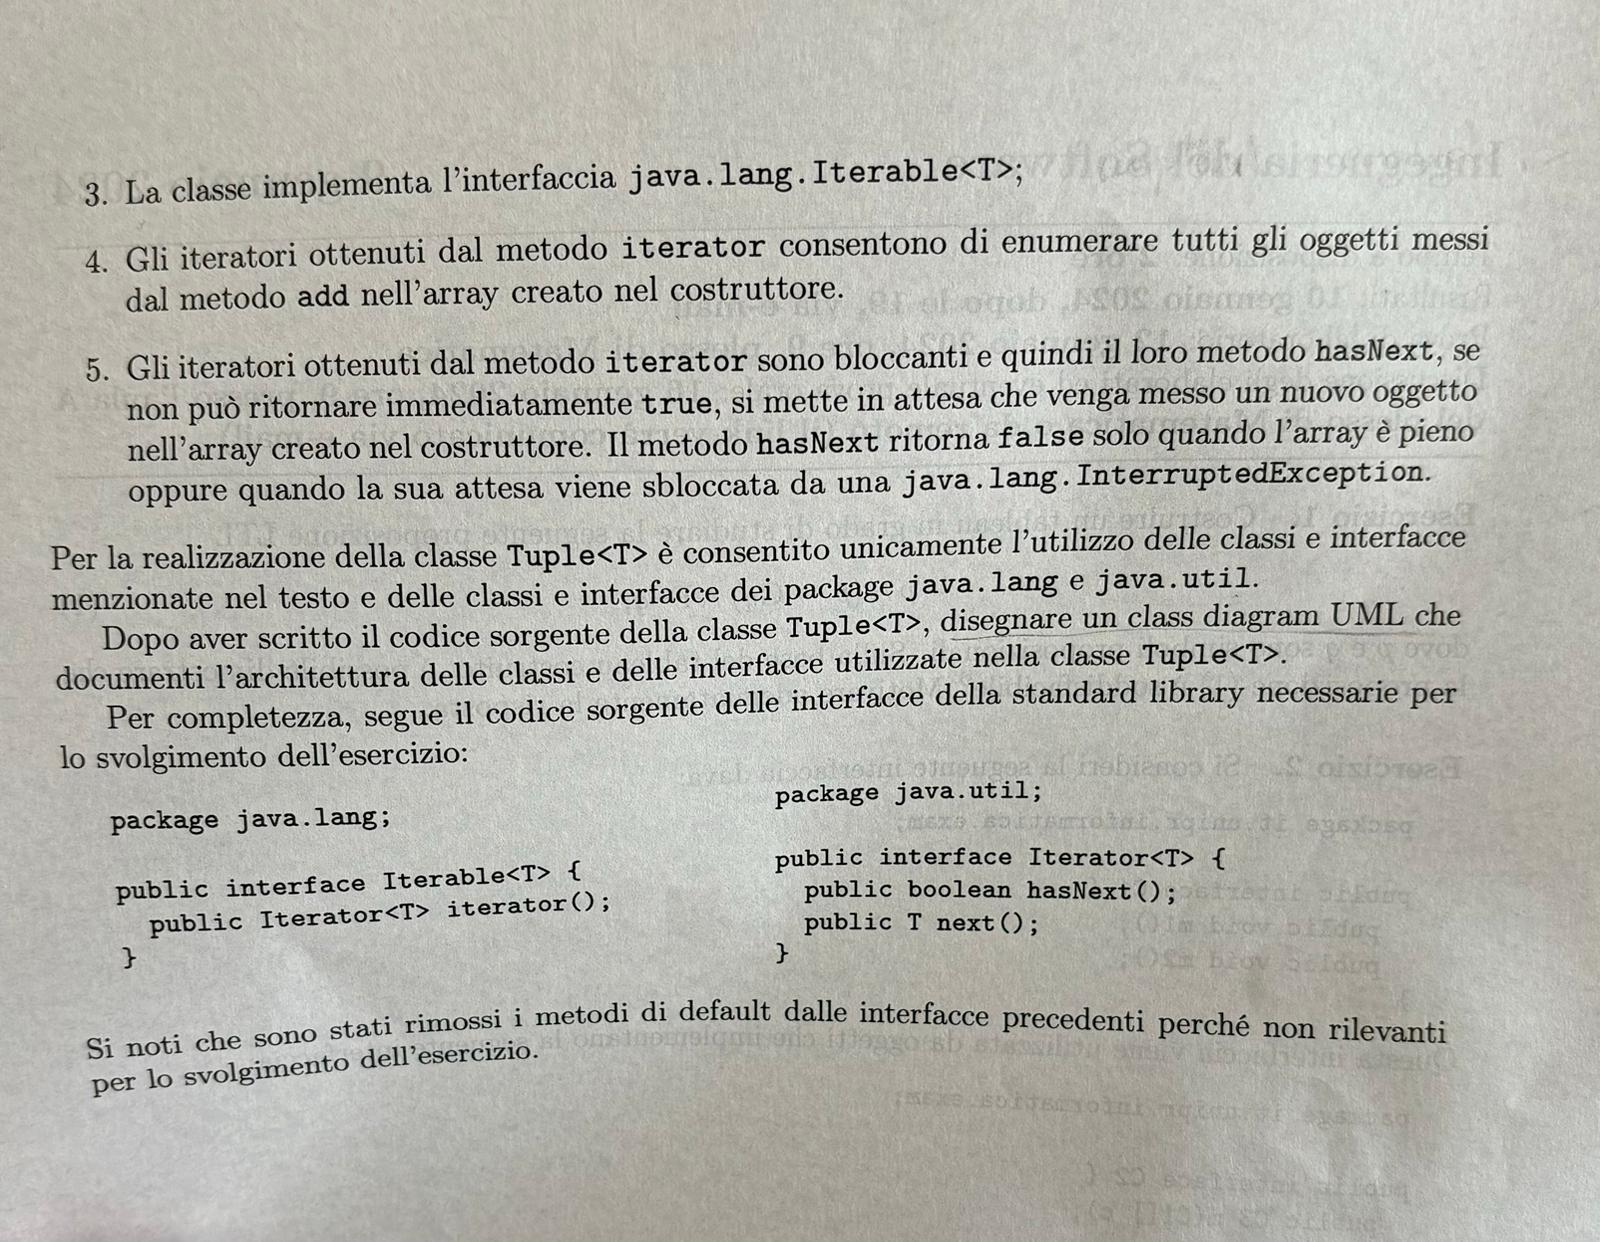 3. La classe implementa l'interfaccia java.lang.Iterable<T>;
4. Gli iteratori ottenuti dal metodo iterator consentono di enumerare tutti gli oggetti messi
dal metodo add nell'array creato nel costruttore.
5. Gli iteratori ottenuti dal metodo iterator sono bloccanti e quindi il loro metodo hasNext, se
non può ritornare immediatamente true, si mette in attesa che venga messo un nuovo oggetto
nell'array creato nel costruttore. Il metodo hasNext ritorna false solo quando l'array è pieno
oppure quando la sua attesa viene sbloccata da una java.lang.InterruptedException.
Per la realizzazione della classe Tuple<T> è consentito unicamente l'utilizzo delle classi e interfacce
menzionate nel testo e delle classi e interfacce dei package java.lang e java.util.
Dopo aver scritto il codice sorgente della classe Tuple<T>, disegnare un class diagram UML che
documenti l'architettura delle classi e delle interfacce utilizzate nella classe Tuple<T>.
Per completezza, segue il codice sorgente delle interfacce della standard library necessarie per
lo svolgimento dell'esercizio:
package java.lang;
public interface Iterable<T> {
public Iterator<T> iterator();
}
package java.util;
public interface Iterator<T> {
public boolean hasNext();
public T next();
}
Si noti che sono stati rimossi i metodi di default dalle interfacce precedenti perché non rilevanti
per lo svolgimento dell'esercizio.